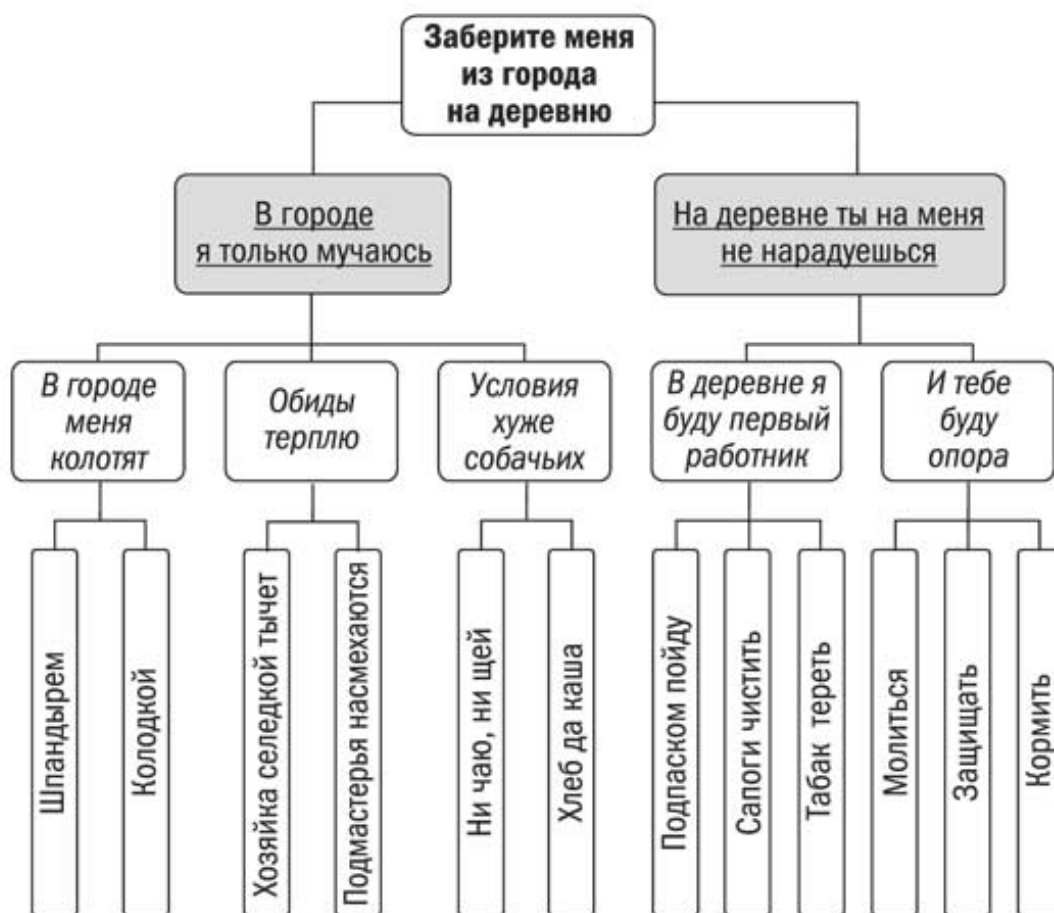 Заберите меня
из города
на деревню
В городе
я только мучаюсь
На деревне ты на меня
не нарадуешься
В городе
меня
колотят
Обиды
терплю
Условия
хуже
собачьих
В деревне я
буду первый
работник
И тебе
буду
опора
Шпандырем
Колодкой
Хозяйка селедкой тычет
Подмастерья насмехаются
Ни чаю, ни щей
Хлеб да каша
Подпаском пойду
Сапоги чистить
Табак тереть
Молиться
Защищать
Кормить